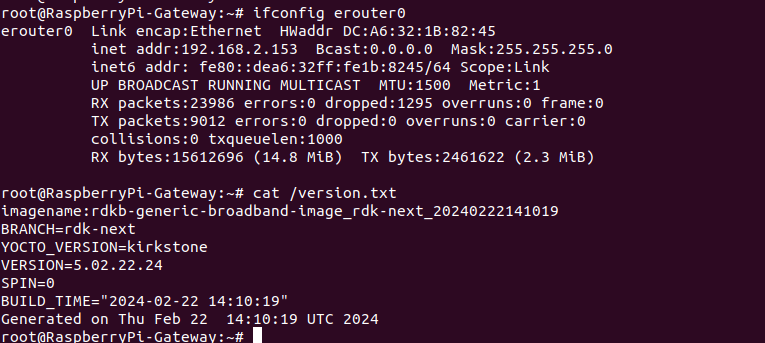 root@RaspberryPi-Gateway:~# ifconfig erouter0
erouter0  Link encap:Ethernet  HWaddr DC:A6:32:1B:82:45
          inet addr:192.168.2.153  Bcast:0.0.0.0  Mask:255.255.255.0
          inet6 addr: fe80::dea6:32ff:fe1b:8245/64 Scope:Link
          UP BROADCAST RUNNING MULTICAST  MTU:1500  Metric:1
          RX packets:23986 errors:0 dropped:1295 overruns:0 frame:0
          TX packets:9012 errors:0 dropped:0 overruns:0 carrier:0
          collisions:0 txqueuelen:1000
          RX bytes:15612696 (14.8 MiB)  TX bytes:2461622 (2.3 MiB)
root@RaspberryPi-Gateway:~# cat /version.txt
imagename:rdkb-generic-broadband-image_rdk-next_20240222141019
BRANCH=rdk-next
YOCTO_VERSION=kirkstone
VERSION=5.02.22.24
SPIN=0
BUILD_TIME="2024-02-22 14:10:19"
Generated on Thu Feb 22  14:10:19 UTC 2024
root@RaspberryPi-Gateway:~#